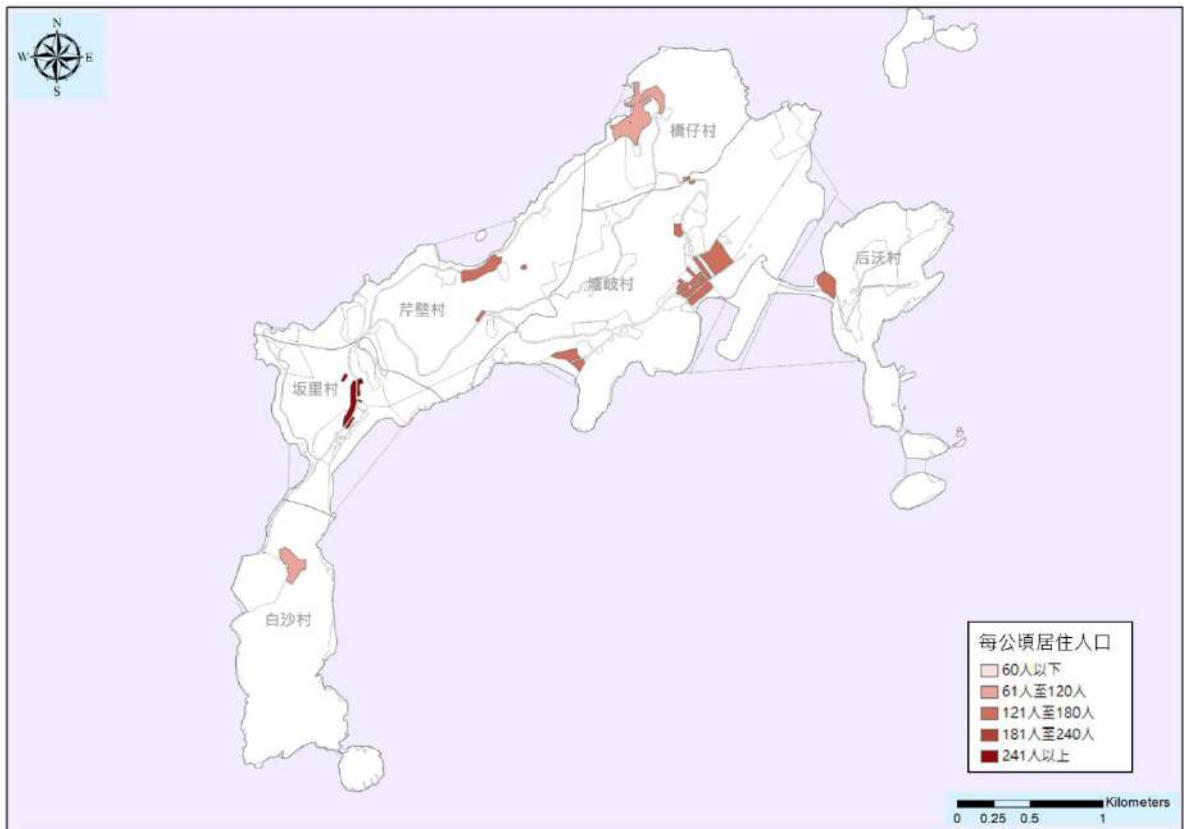 N
W E
S
橋仔村
后沃村
塘岐村
芹壁村
坂里村
白沙村
每公頃居住人口
60人以下
61人至120人
121人至180人
181人至240人
241人以上
Kilometers
0 0.25 0.5 1